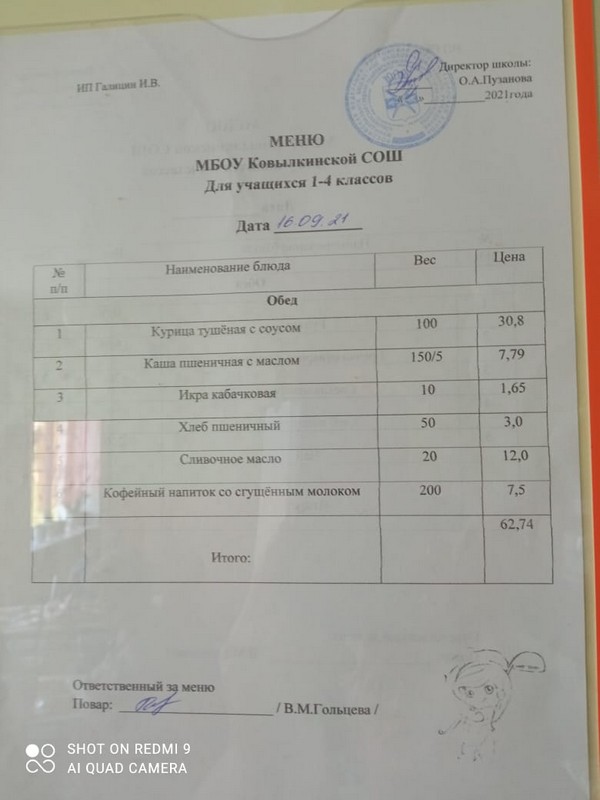 ИП Галицин И.В.
Директор школы:
О.А.Пузанова
« »__________2021года
МЕНЮ
МБОУ Ковылкинской СОШ
Для учащихся 1-4 классов
Дата 16.09.21
№ п/п Наименование блюда Вес Цена
Обед
1 Курица тушёная с соусом 100 30,8
2 Каша пшеничная с маслом 150/5 7,79
3 Икра кабачковая 10 1,65
4 Хлеб пшеничный 50 3,0
Сливочное масло 20 12,0
Кофейный напиток со сгущённым молоком 200 7,5
Итого: 62,74
Ответственный за меню
Повар: ____________________ / В.М.Гольцева /
SHOT ON REDMI 9
AI QUAD CAMERA